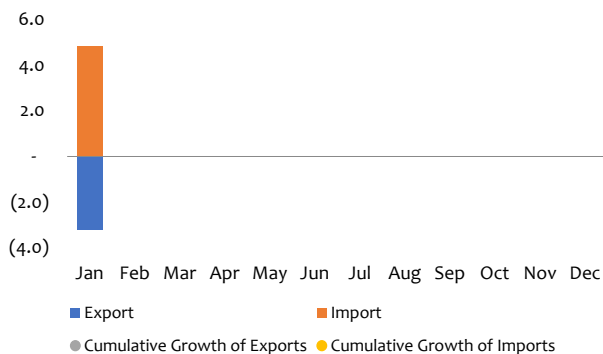 6.0
4.0
2.0
-
(2.0)
(4.0)
Jan Feb Mar Apr May Jun Jul Aug Sep Oct Nov Dec
Export Import
Cumulative Growth of Exports Cumulative Growth of Imports